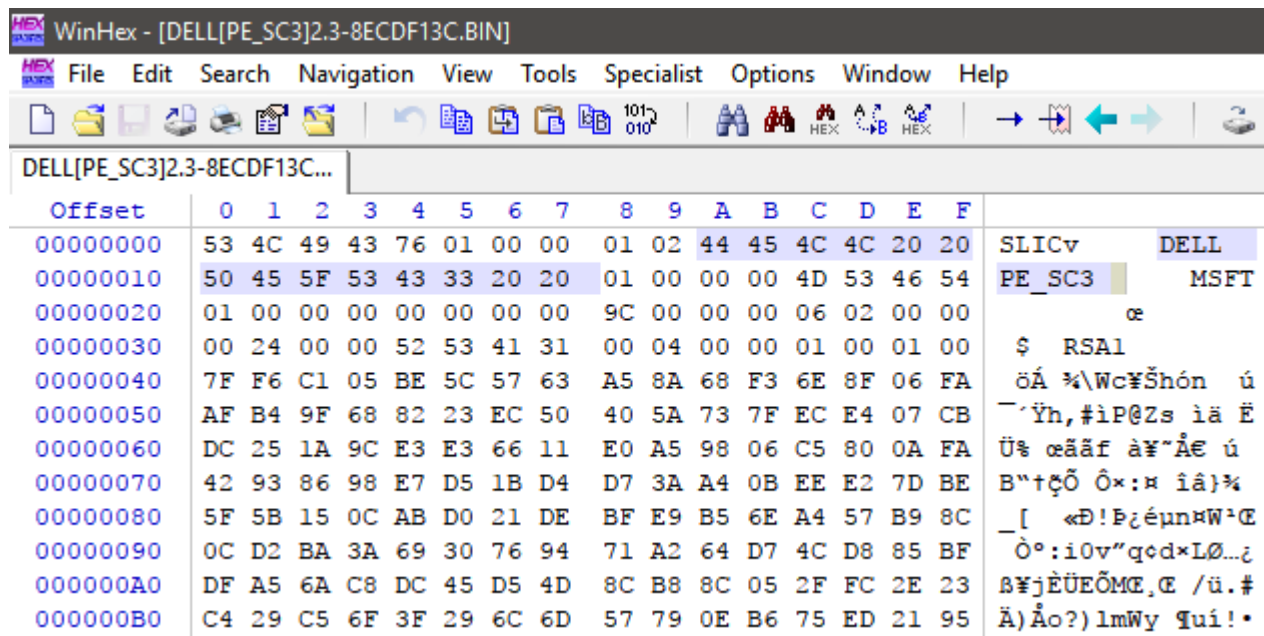 WinHex - [DELL[PE_SC3]2.3-8ECDF13C.BIN]
File Edit Search Navigation View Tools Specialist Options Window Help
DELL[PE_SC3]2.3-8ECDF13C...
Offset 0 1 2 3 4 5 6 7 8 9 A B C D E F
00000000 53 4C 49 43 76 01 00 00 01 02 44 45 4C 4C 20 20 SLICv DELL
00000010 50 45 5F 53 43 33 20 20 01 00 00 00 4D 53 46 54 PE_SC3 MSFT
00000020 01 00 00 00 00 00 00 00 9C 00 00 00 06 02 00 00 œ
00000030 00 24 00 00 52 53 41 31 00 04 00 00 01 00 01 00 $ RSA1
00000040 7F F6 C1 05 BE 5C 57 63 A5 8A 68 F3 6E 8F 06 FA öÁ ¾\Wc¥Šhón ú
00000050 AF B4 9F 68 82 23 EC 50 40 5A 73 7F EC E4 07 CB ¯´Ÿh‚#ìP@Zs ìä Ë
00000060 DC 25 1A 9C E3 E3 66 11 E0 A5 98 06 C5 80 0A FA Ü% œããf à¥˜Å€ ú
00000070 42 93 86 98 E7 D5 1B D4 D7 3A A4 0B EE E2 7D BE B“†çÕ Ô×:¤ îâ}¾
00000080 5F 5B 15 0C AB D0 21 DE BF E9 B5 6E A4 57 B9 8C _[ «Ð!Þ¿éµn¤W¹Œ
00000090 0C D2 BA 3A 69 30 76 94 71 A2 64 D7 4C D8 85 BF Òº:i0v”q¢d×LØ…¿
000000A0 DF A5 6A C8 DC 45 D5 4D 8C B8 8C 05 2F FC 2E 23 ß¥jÈÜEÕMŒ¸Œ /ü.#
000000B0 C4 29 C5 6F 3F 29 6C 6D 57 79 0E B6 75 ED 21 95 Ä)Åo?)lmWy ¶uí!•